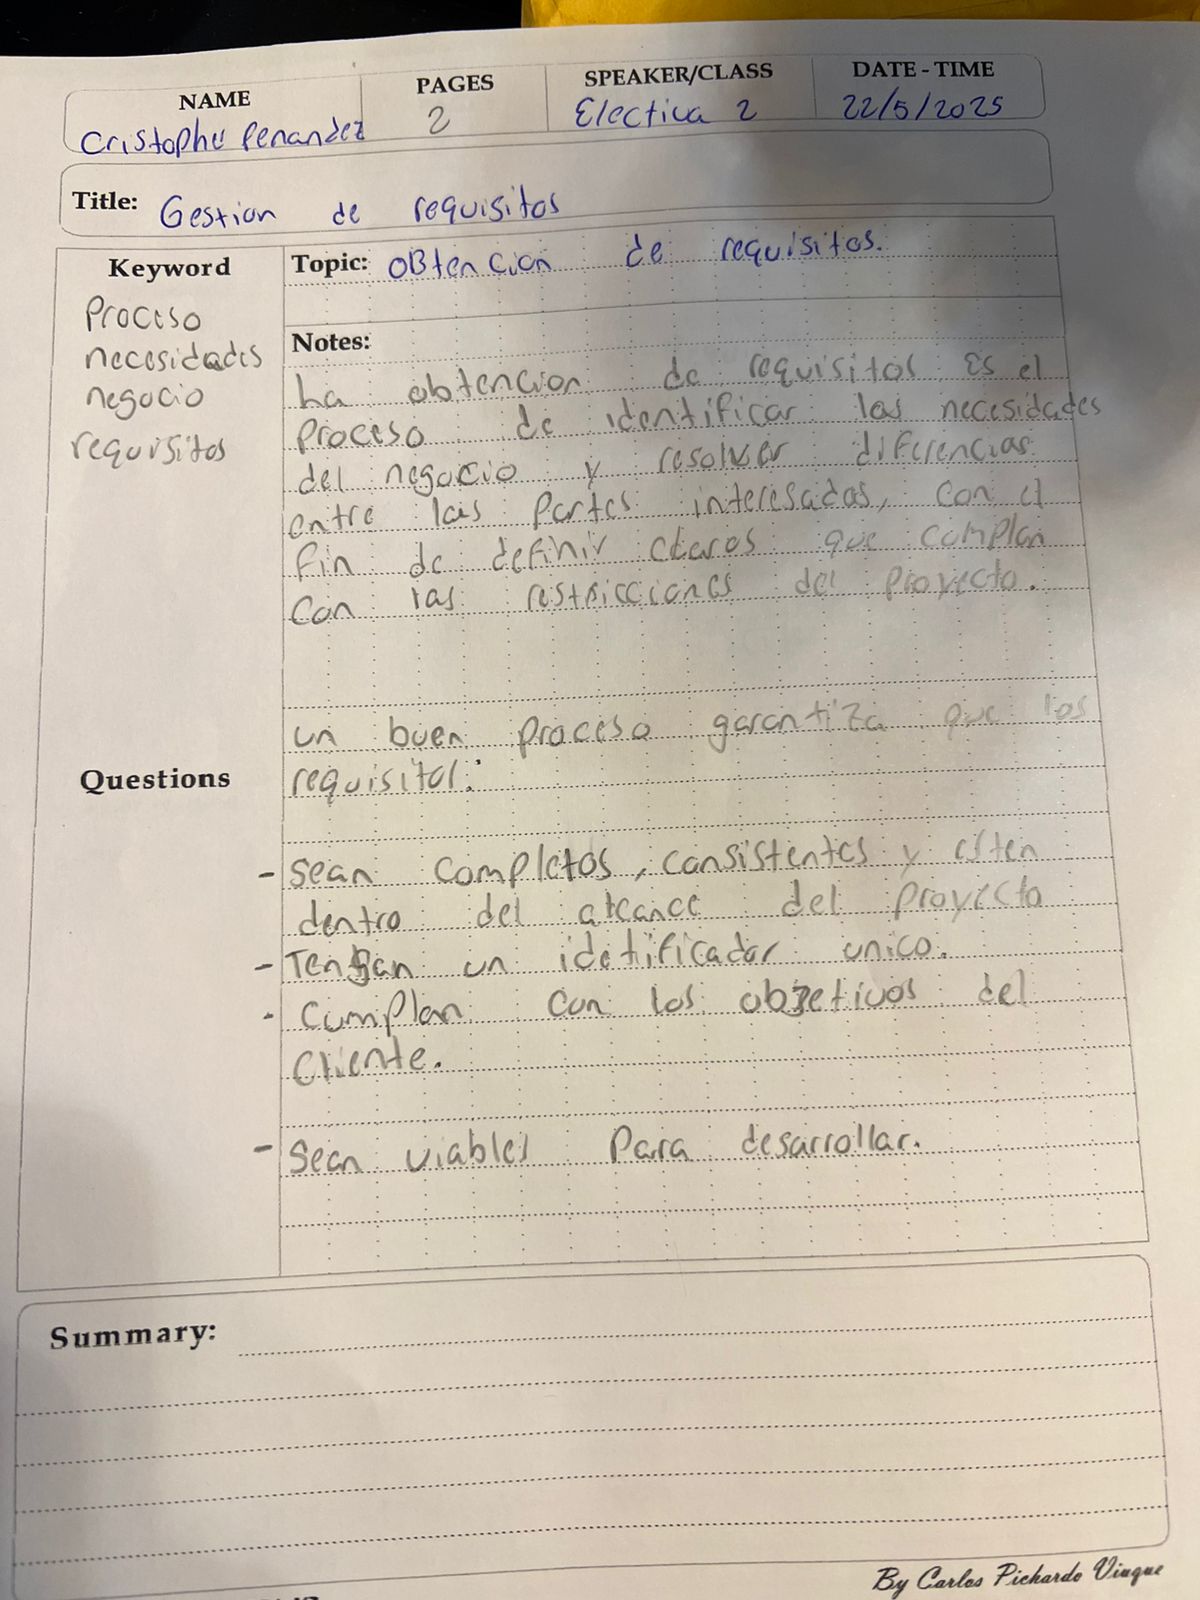 NAME
PAGES
SPEAKER/CLASS
DATE - TIME
Cristophe Fenandez
2
Electiva 2
22/5/2025
Title: Gestion de requisitos
Keyword
Proceso
necesidades
negocio
requisitos
Topic: obtencion de requisitos.
Notes:
La obtencion de requisitos es el
proceso de identificar las necesidades
del negocio y resolver diferencias
entre las partes interesadas, con el
fin de definir claros que complan
con las restricciones del proyecto.
un buen proceso garantiza que los
requisitos:
Questions
- Sean completos, consistentes y esten
dentro del alcance del proyecto
- Tengan un idetificador unico.
- Cumplan con los objetivos del
cliente.
- Sean viables para desarrollar.
Summary:
By Carlos Pichardo Viuque